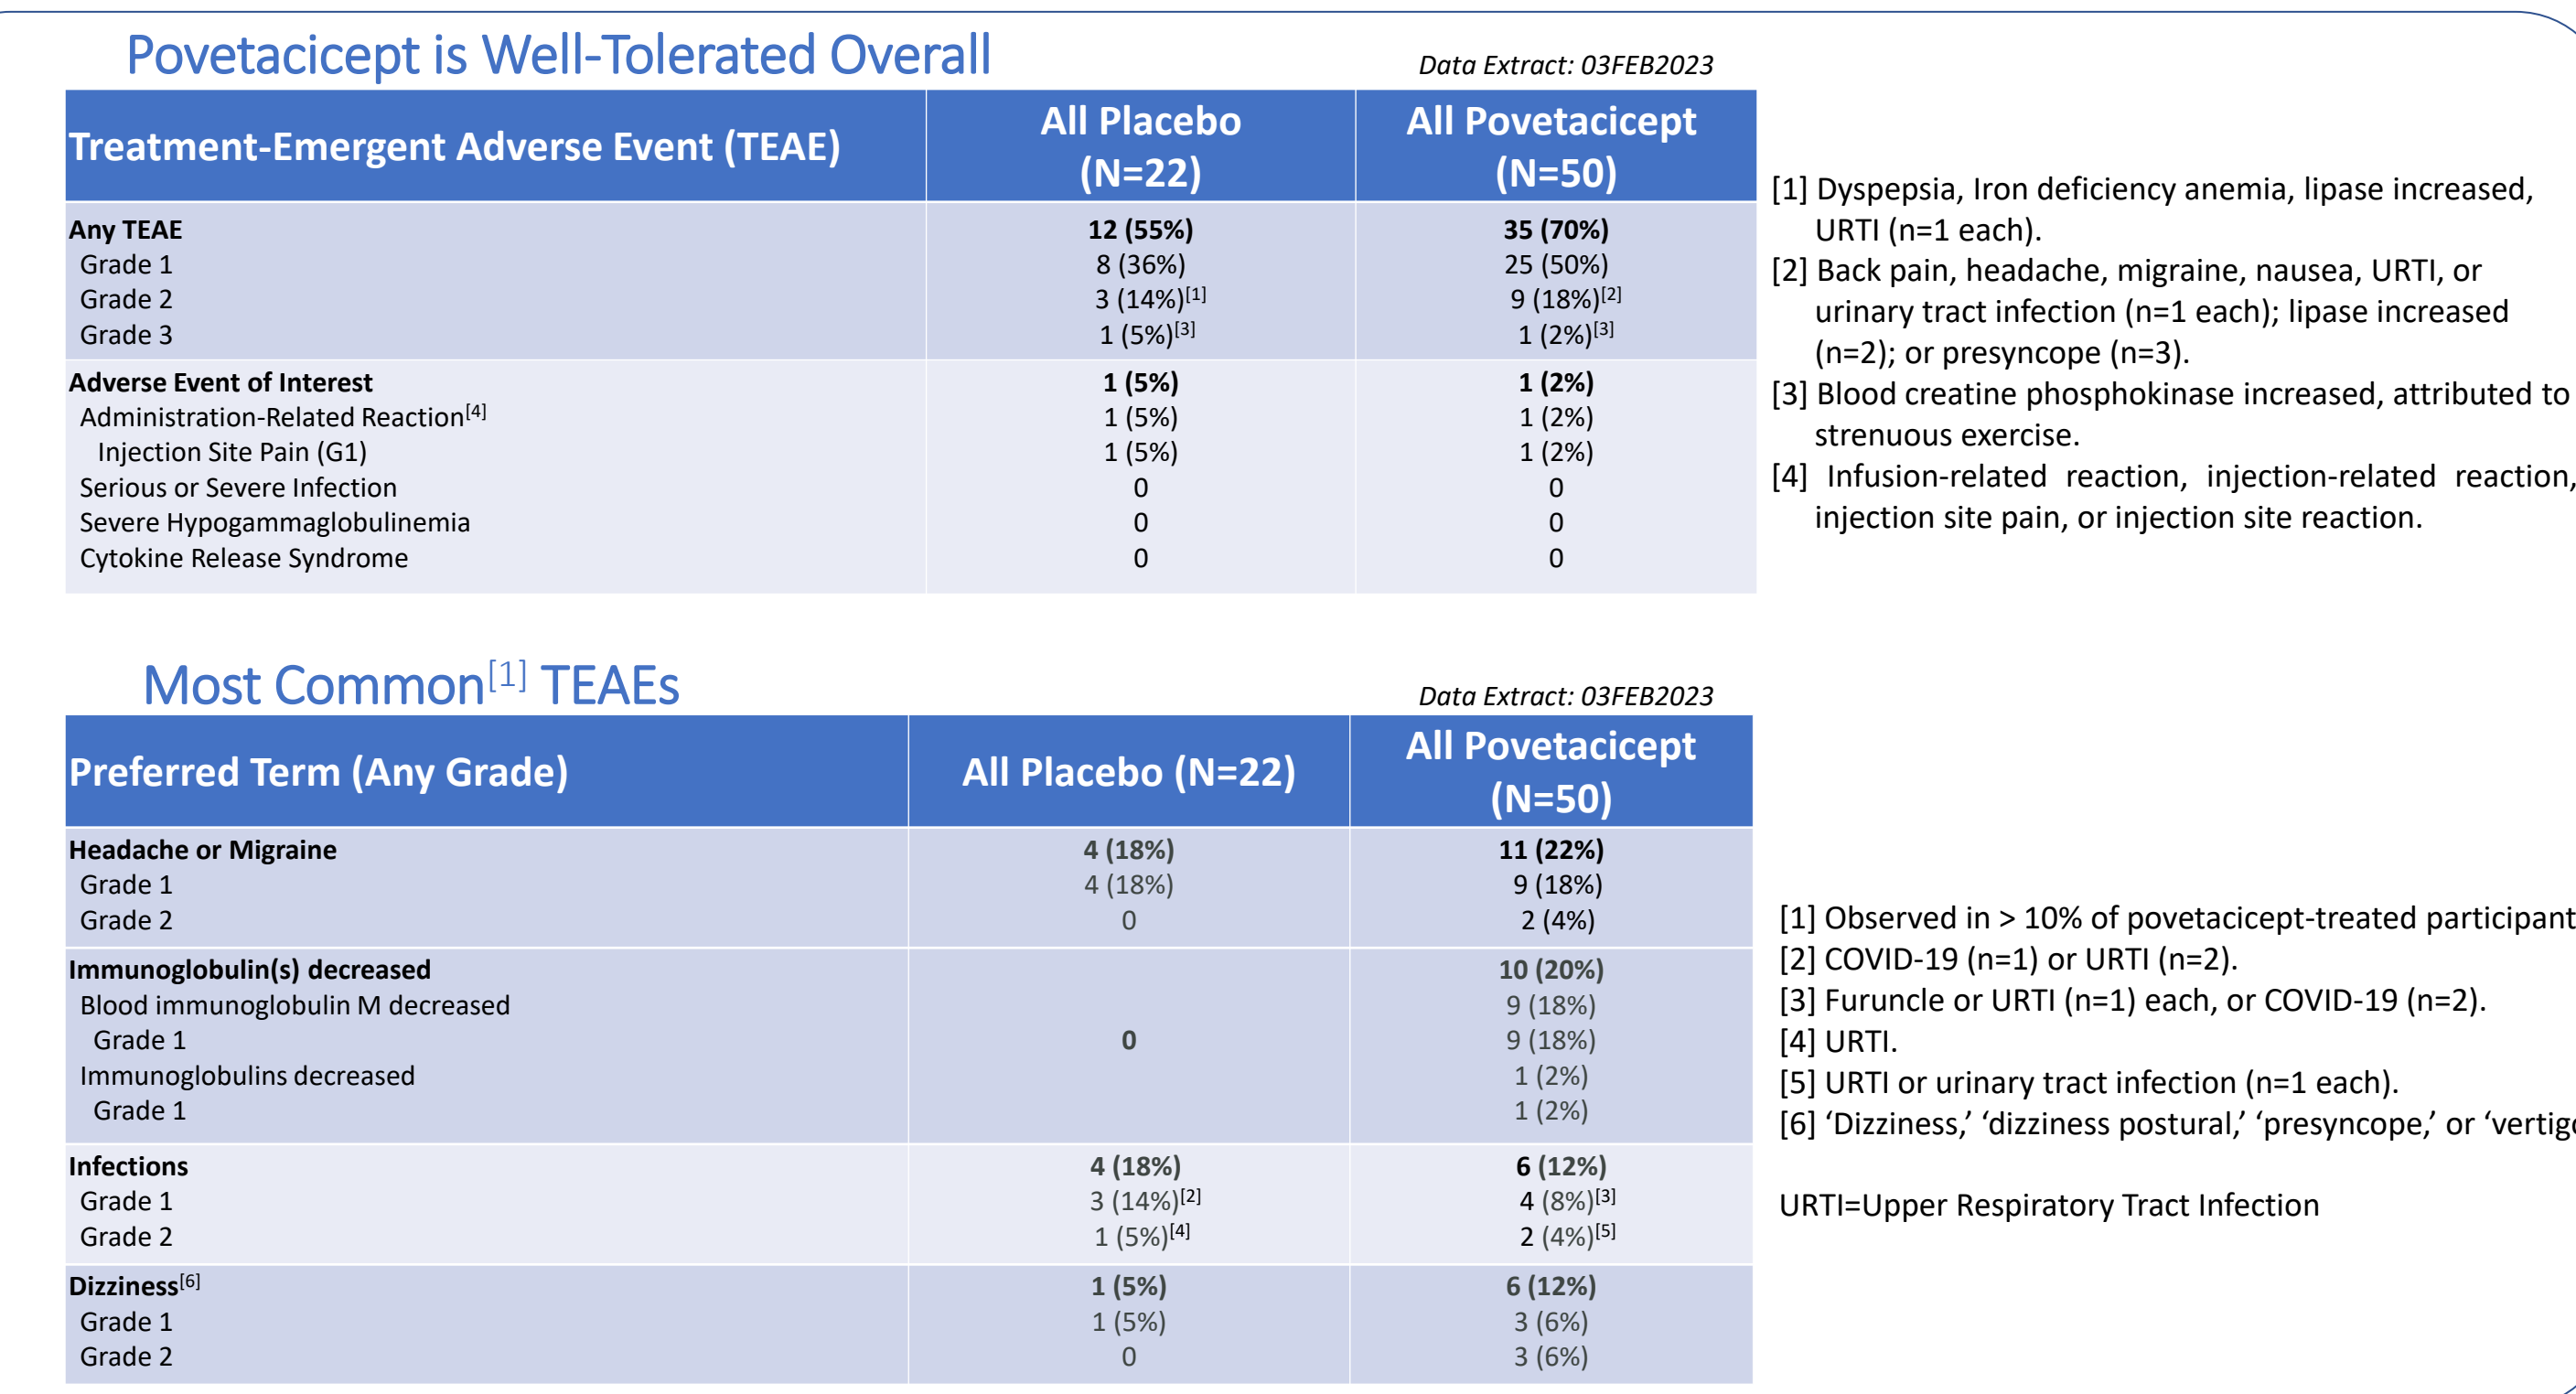 Povetacicept is Well-Tolerated Overall
Data Extract: 03FEB2023
Treatment-Emergent Adverse Event (TEAE) All Placebo (N=22) All Povetacicept (N=50)
Any TEAE 12 (55%) 35 (70%)
Grade 1 8 (36%) 25 (50%)
Grade 2 3 (14%)[1] 9 (18%)[2]
Grade 3 1 (5%)[3] 1 (2%)[3]
Adverse Event of Interest 1 (5%) 1 (2%)
Administration-Related Reaction[4] 1 (5%) 1 (2%)
Injection Site Pain (G1) 1 (5%) 1 (2%)
Serious or Severe Infection 0 0
Severe Hypogammaglobulinemia 0 0
Cytokine Release Syndrome 0 0
[1] Dyspepsia, Iron deficiency anemia, lipase increased,
URTI (n=1 each).
[2] Back pain, headache, migraine, nausea, URTI, or
urinary tract infection (n=1 each); lipase increased
(n=2); or presyncope (n=3).
[3] Blood creatine phosphokinase increased, attributed to
strenuous exercise.
[4] Infusion-related reaction, injection-related reaction,
injection site pain, or injection site reaction.
Most Common[1] TEAEs
Data Extract: 03FEB2023
Preferred Term (Any Grade) All Placebo (N=22) All Povetacicept (N=50)
Headache or Migraine 4 (18%) 11 (22%)
Grade 1 4 (18%) 9 (18%)
Grade 2 0 2 (4%)
Immunoglobulin(s) decreased 10 (20%)
Blood immunoglobulin M decreased 9 (18%)
Grade 1 0 9 (18%)
Immunoglobulins decreased 1 (2%)
Grade 1 1 (2%)
Infections 4 (18%) 6 (12%)
Grade 1 3 (14%)[2] 4 (8%)[3]
Grade 2 1 (5%)[4] 2 (4%)[5]
Dizziness[6] 1 (5%) 6 (12%)
Grade 1 1 (5%) 3 (6%)
Grade 2 0 3 (6%)
[1] Observed in > 10% of povetacicept-treated participant
[2] COVID-19 (n=1) or URTI (n=2).
[3] Furuncle or URTI (n=1) each, or COVID-19 (n=2).
[4] URTI.
[5] URTI or urinary tract infection (n=1 each).
[6] ‘Dizziness,’ ‘dizziness postural,’ ‘presyncope,’ or ‘vertigo
URTI=Upper Respiratory Tract Infection